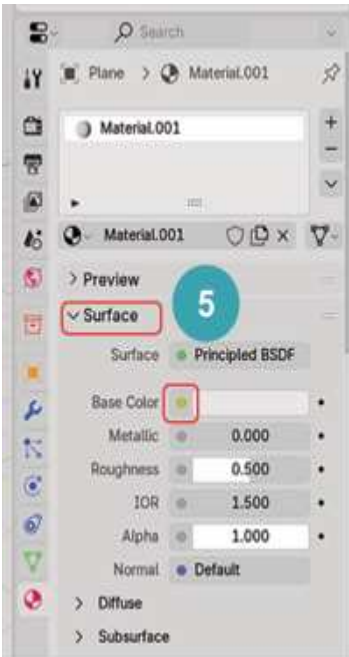 Search
Plane > Material.001
Material.001
Material.001
> Preview
Surface
5
Surface Principled BSDF
Base Color
Metallic 0.000
Roughness 0.500
IOR 1.500
Alpha 1.000
Normal Default
> Diffuse
> Subsurface